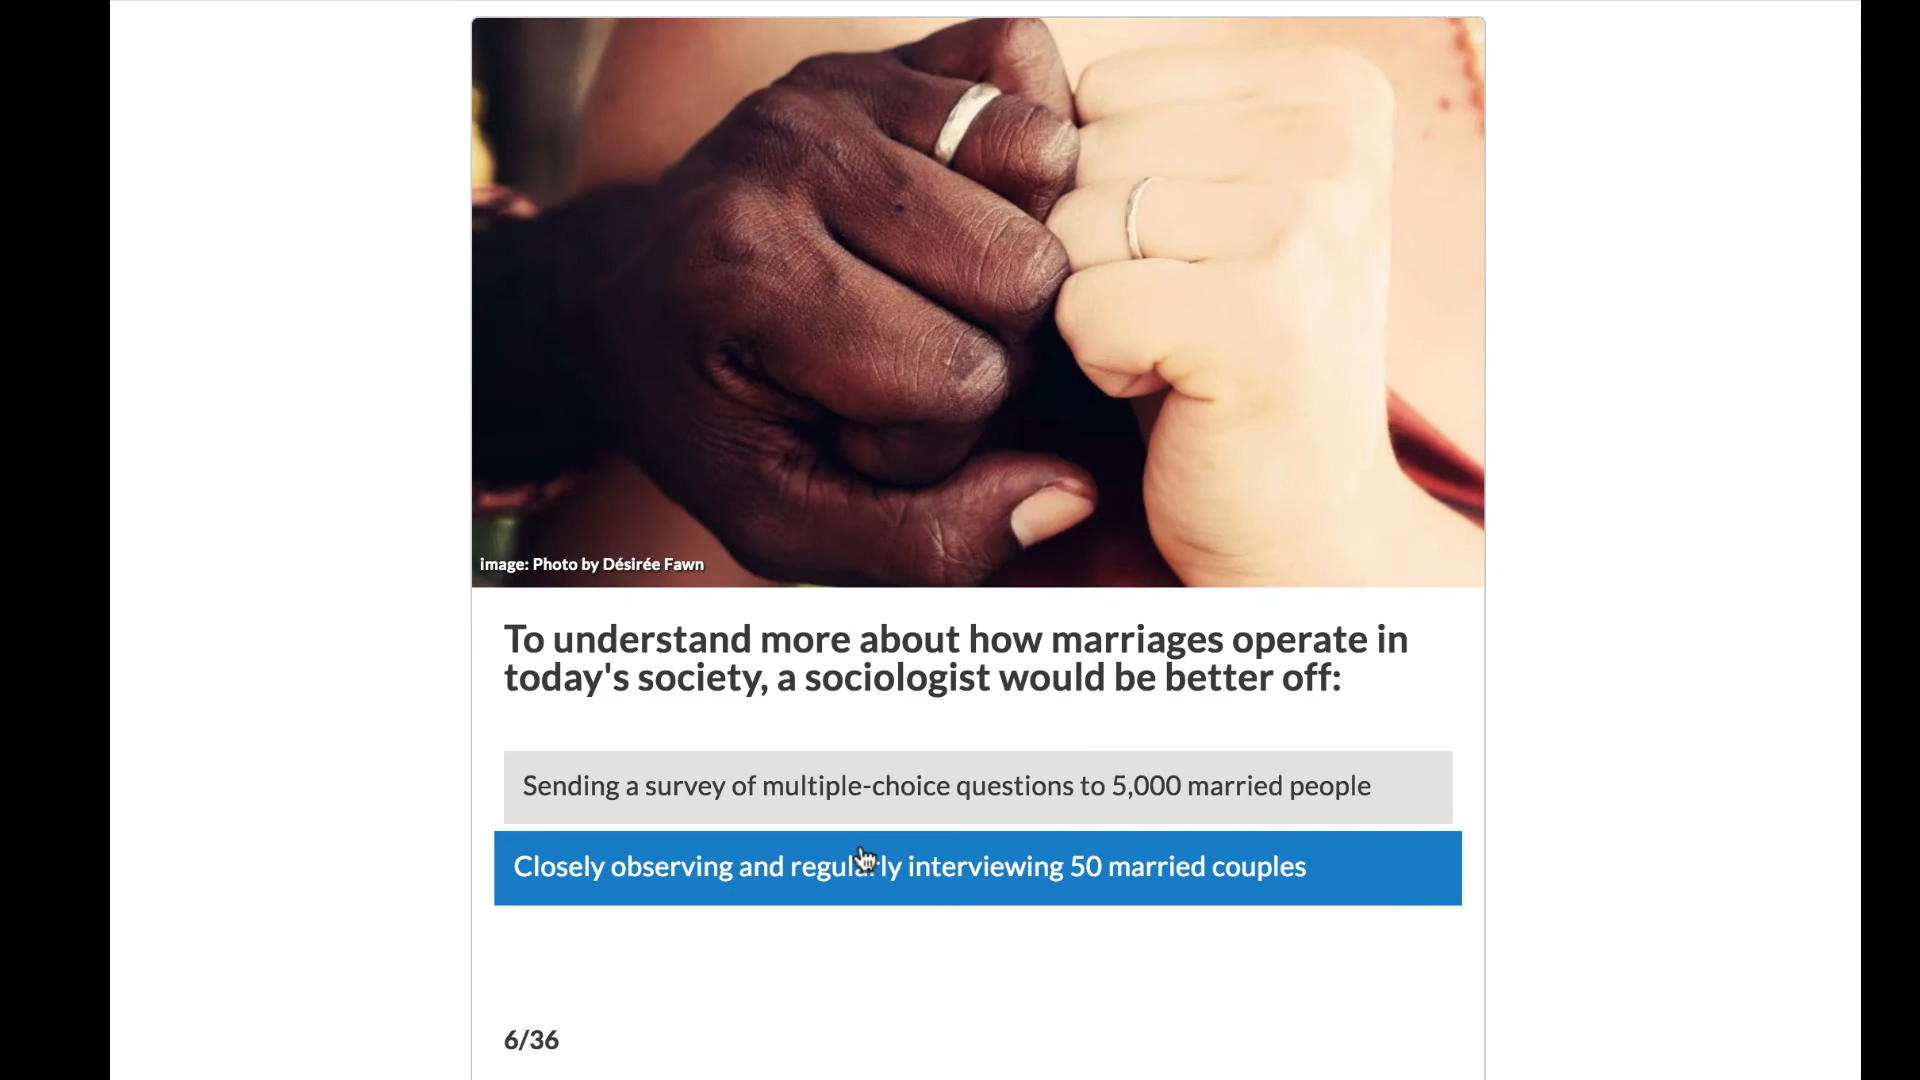 image: Photo by Désirée Fawn
To understand more about how marriages operate in
today's society, a sociologist would be better off:
Sending a survey of multiple-choice questions to 5,000 married people
Closely observing and regularly interviewing 50 married couples
6/36